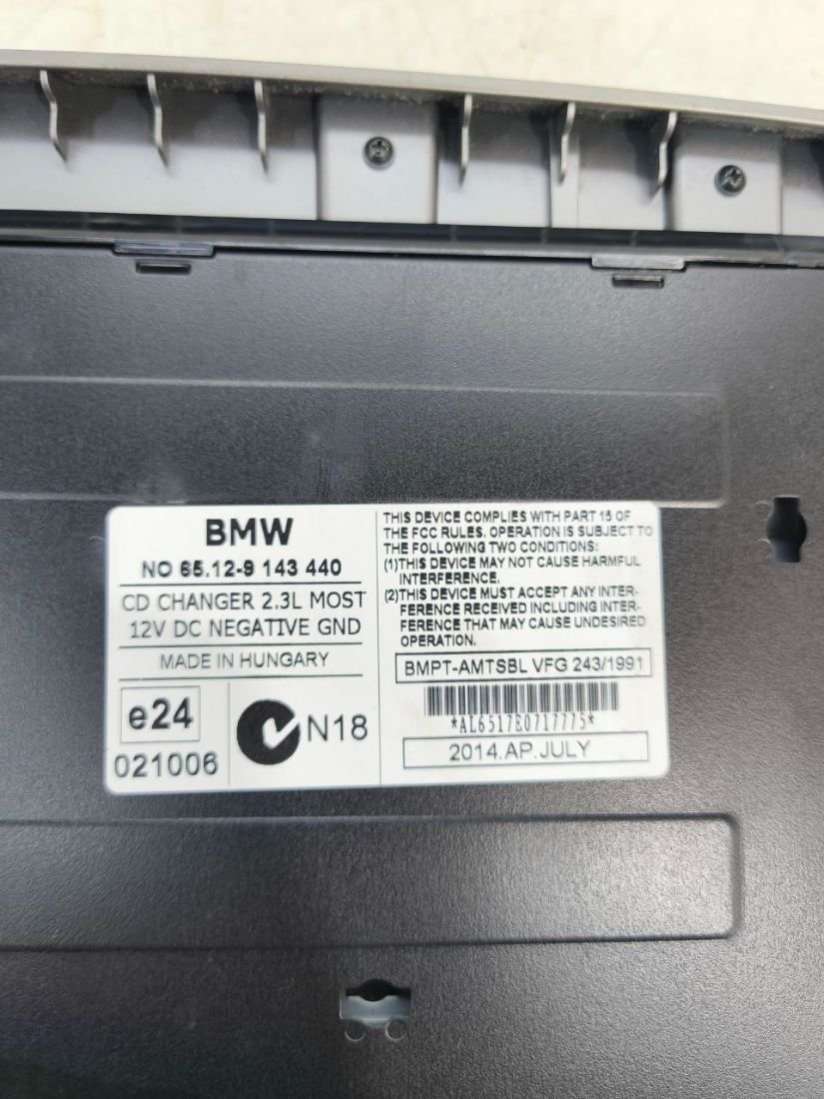 BMW
NO 65.12-9 143 440
CD CHANGER 2.3L MOST
12V DC NEGATIVE GND
MADE IN HUNGARY
e24
021006
N18
THIS DEVICE COMPLIES WITH PART 15 OF
THE FCC RULES. OPERATION IS SUBJECT TO
THE FOLLOWING TWO CONDITIONS:
(1)THIS DEVICE MAY NOT CAUSE HARMFUL
INTERFERENCE.
(2)THIS DEVICE MUST ACCEPT ANY INTER-
FERENCE RECEIVED INCLUDING INTER-
FERENCE THAT MAY CAUSE UNDESIRED
OPERATION.
BMPT-AMTSBL VFG 243/1991
*AL6517E0717775*
2014.AP.JULY